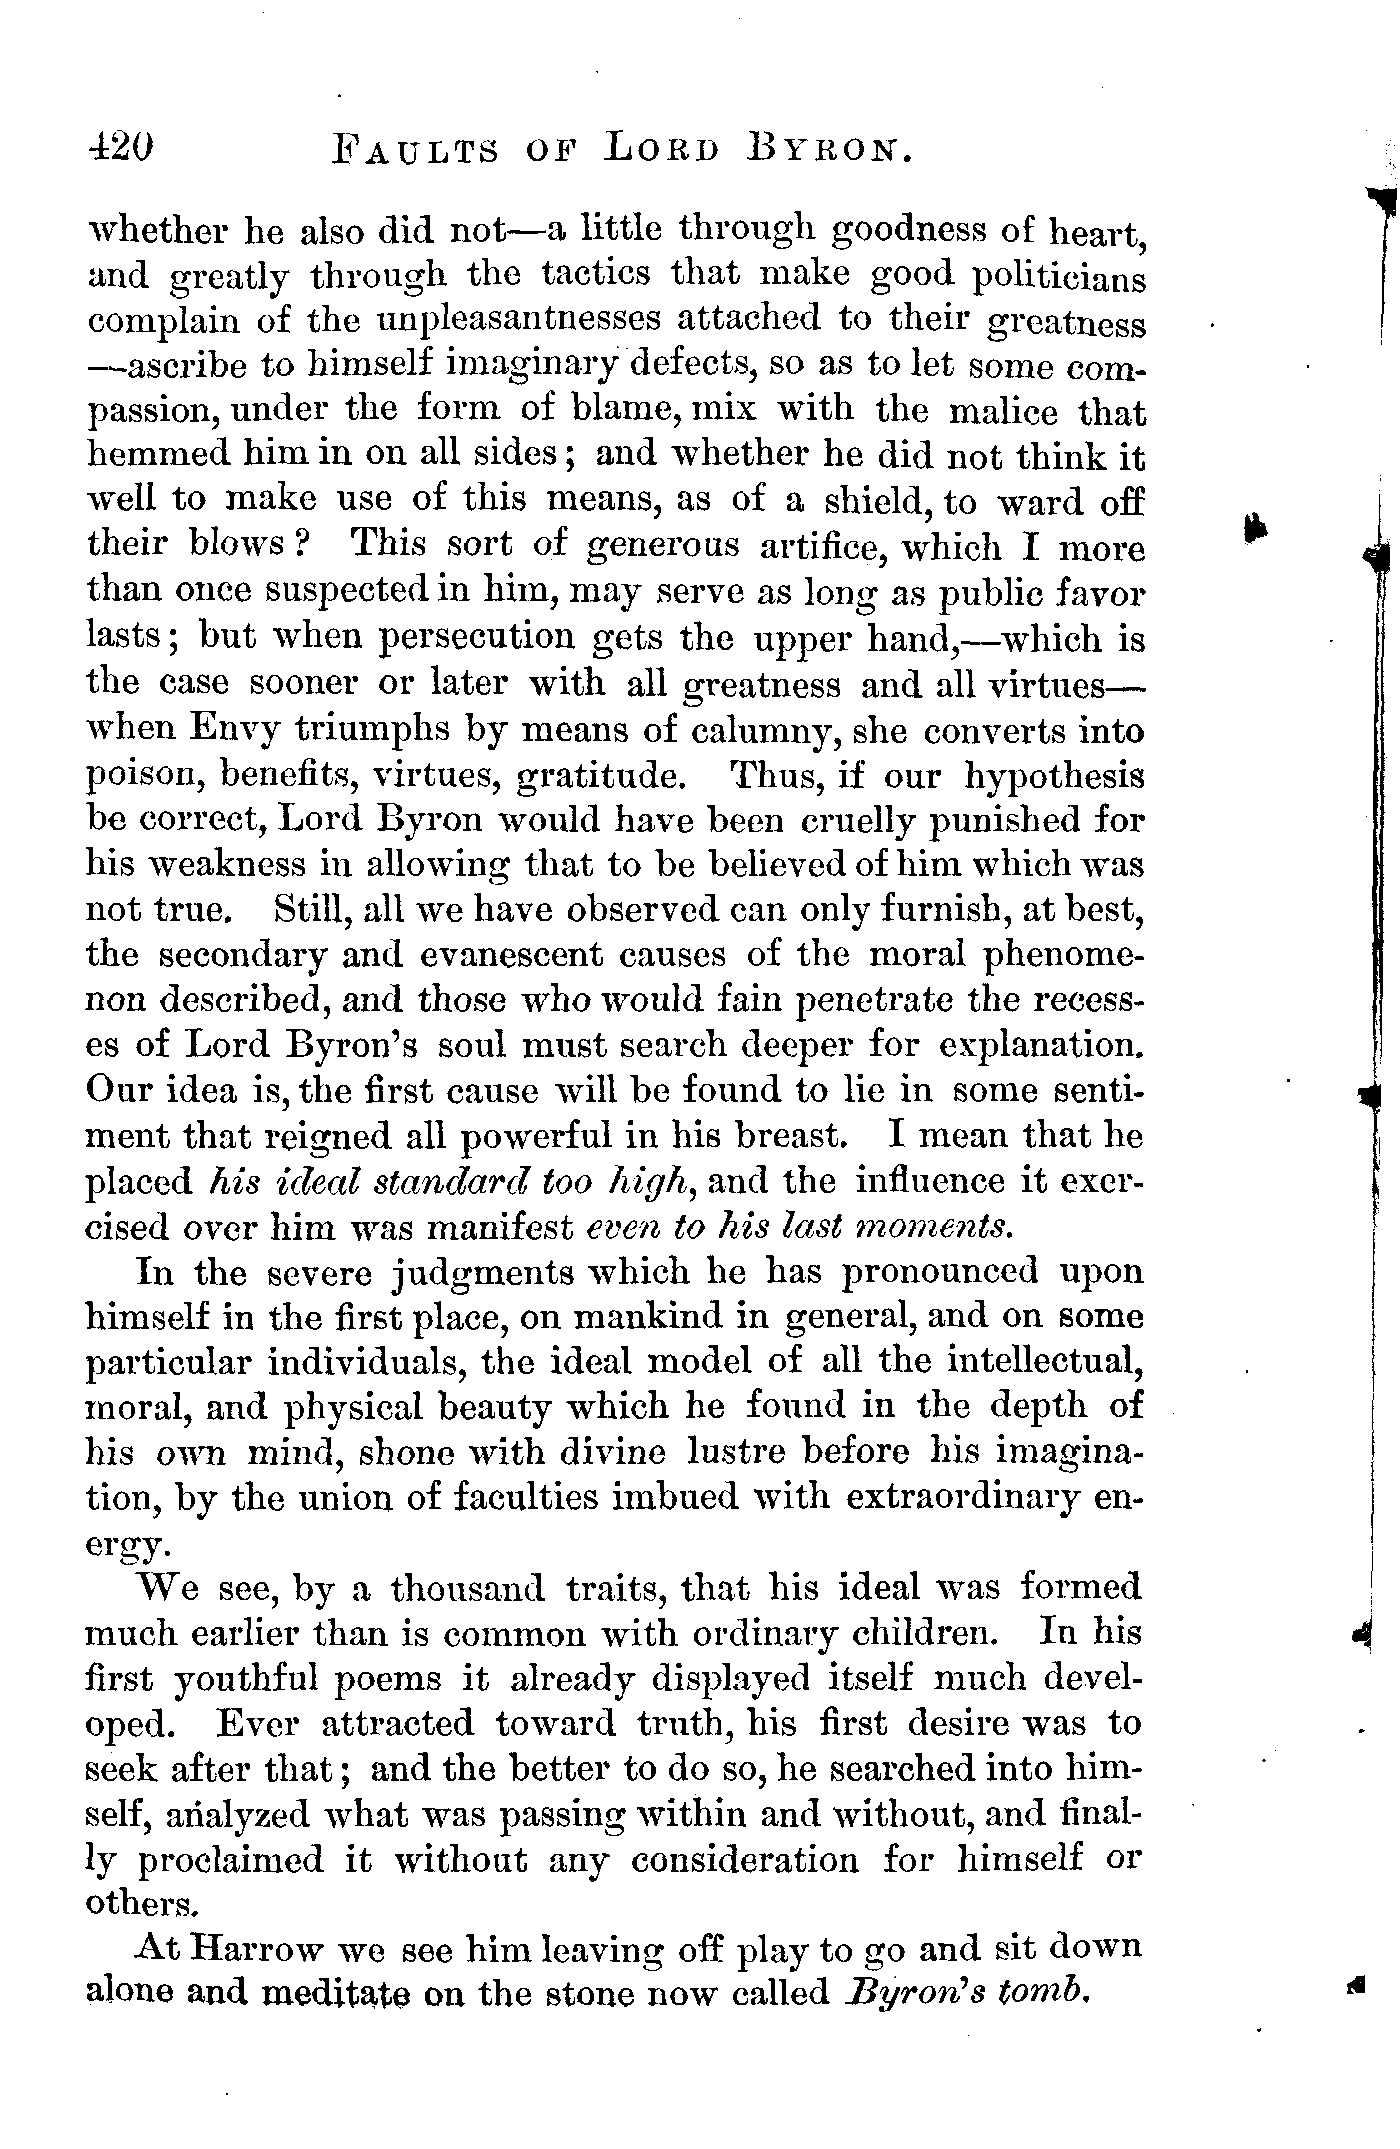 420 FAULTS OF LORD BYRON.
whether he also did not—a little through goodness of heart,
and greatly through the tactics that make good politicians
complain of the unpleasantnesses attached to their greatness
—ascribe to himself imaginary defects, so as to let some com-
passion, under the form of blame, mix with the malice that
hemmed him in on all sides; and whether he did not think it
well to make use of this means, as of a shield, to ward off
their blows? This sort of generous artifice, which I more
than once suspected in him, may serve as long as public favor
lasts; but when persecution gets the upper hand,—which is
the case sooner or later with all greatness and all virtues—
when Envy triumphs by means of calumny, she converts into
poison, benefits, virtues, gratitude. Thus, if our hypothesis
be correct, Lord Byron would have been cruelly punished for
his weakness in allowing that to be believed of him which was
not true. Still, all we have observed can only furnish, at best,
the secondary and evanescent causes of the moral phenome-
non described, and those who would fain penetrate the recess-
es of Lord Byron's soul must search deeper for explanation.
Our idea is, the first cause will be found to lie in some senti-
ment that reigned all powerful in his breast. I mean that he
placed his ideal standard too high, and the influence it exer-
cised over him was manifest even to his last moments.
In the severe judgments which he has pronounced upon
himself in the first place, on mankind in general, and on some
particular individuals, the ideal model of all the intellectual,
moral, and physical beauty which he found in the depth of
his own mind, shone with divine lustre before his imagina-
tion, by the union of faculties imbued with extraordinary en-
ergy.
We see, by a thousand traits, that his ideal was formed
much earlier than is common with ordinary children. In his
first youthful poems it already displayed itself much devel-
oped. Ever attracted toward truth, his first desire was to
seek after that; and the better to do so, he searched into him-
self, analyzed what was passing within and without, and final-
ly proclaimed it without any consideration for himself or
others.
At Harrow we see him leaving off play to go and sit down
alone and meditate on the stone now called Byron's tomb.